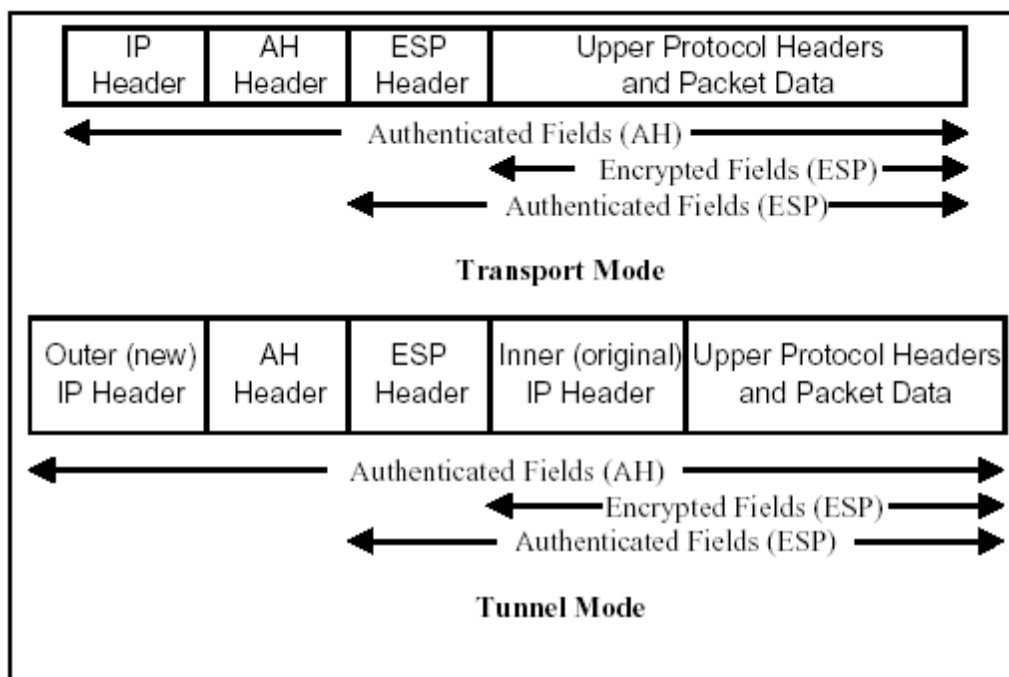 IP Header
AH Header
ESP Header
Upper Protocol Headers and Packet Data
Authenticated Fields (AH)
Encrypted Fields (ESP)
Authenticated Fields (ESP)
Transport Mode
Outer (new) IP Header
AH Header
ESP Header
Inner (original) IP Header
Upper Protocol Headers and Packet Data
Authenticated Fields (AH)
Encrypted Fields (ESP)
Authenticated Fields (ESP)
Tunnel Mode